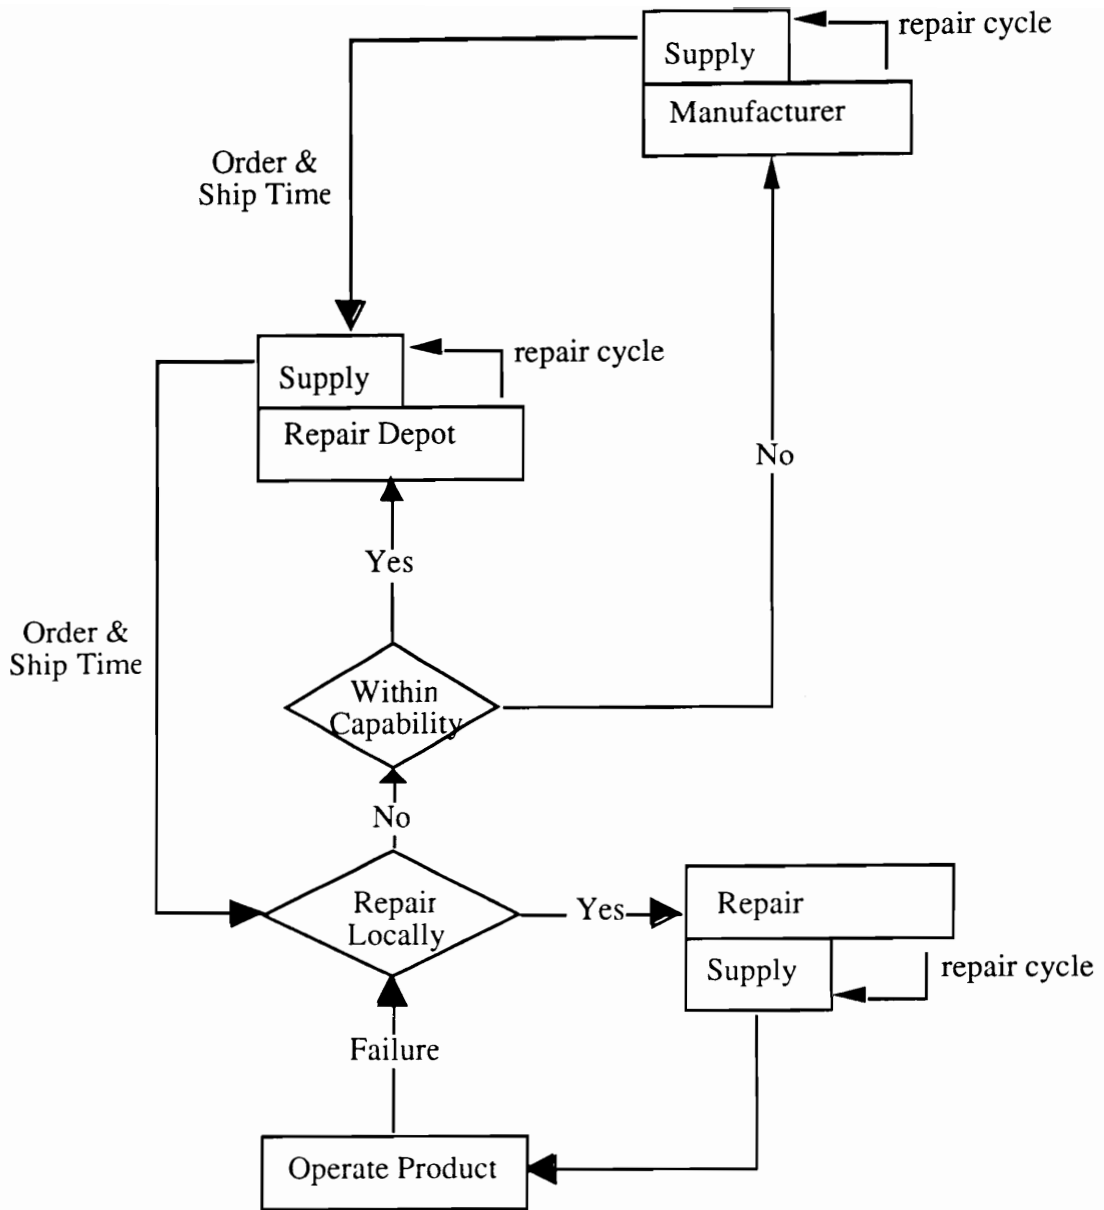 repair cycle
Supply
Manufacturer
Order &
Ship Time
repair cycle
Supply
Repair Depot
No
Yes
Order &
Ship Time
Within
Capability
No
Repair
Locally
Yes
Repair
Supply
repair cycle
Failure
Operate Product